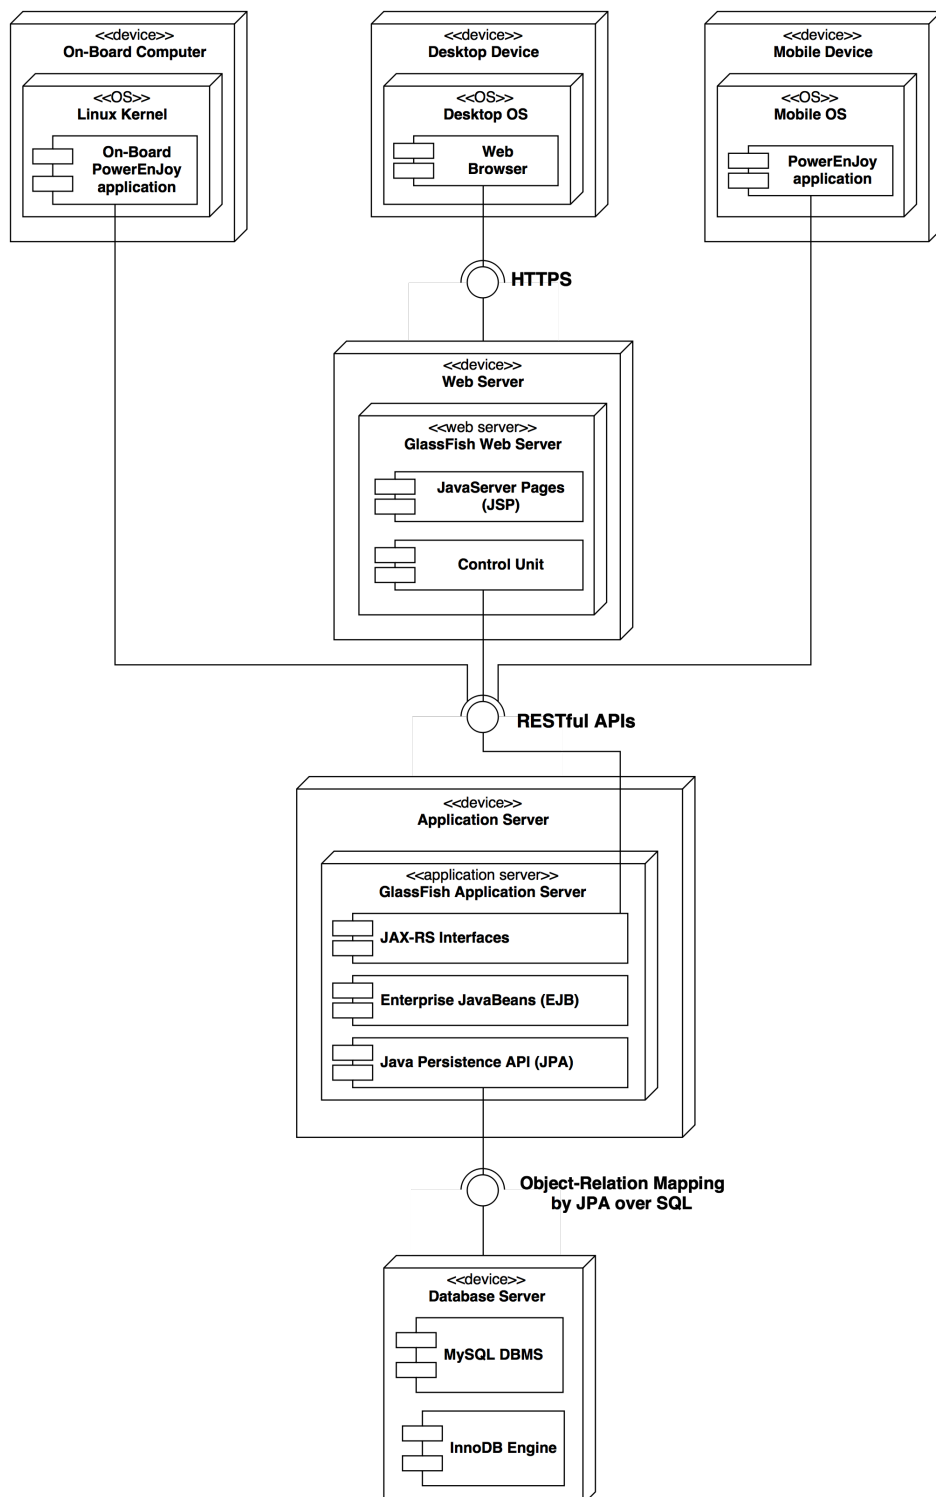 <<device>>
On-Board Computer
<<OS>>
Linux Kernel
On-Board
PowerEnJoy
application
<<device>>
Desktop Device
<<OS>>
Desktop OS
Web
Browser
<<device>>
Mobile Device
<<OS>>
Mobile OS
PowerEnJoy
application
HTTPS
<<device>>
Web Server
<<web server>>
GlassFish Web Server
JavaServer Pages
(JSP)
Control Unit
RESTful APIs
<<device>>
Application Server
<<application server>>
GlassFish Application Server
JAX-RS Interfaces
Enterprise JavaBeans (EJB)
Java Persistence API (JPA)
Object-Relation Mapping
by JPA over SQL
<<device>>
Database Server
MySQL DBMS
InnoDB Engine